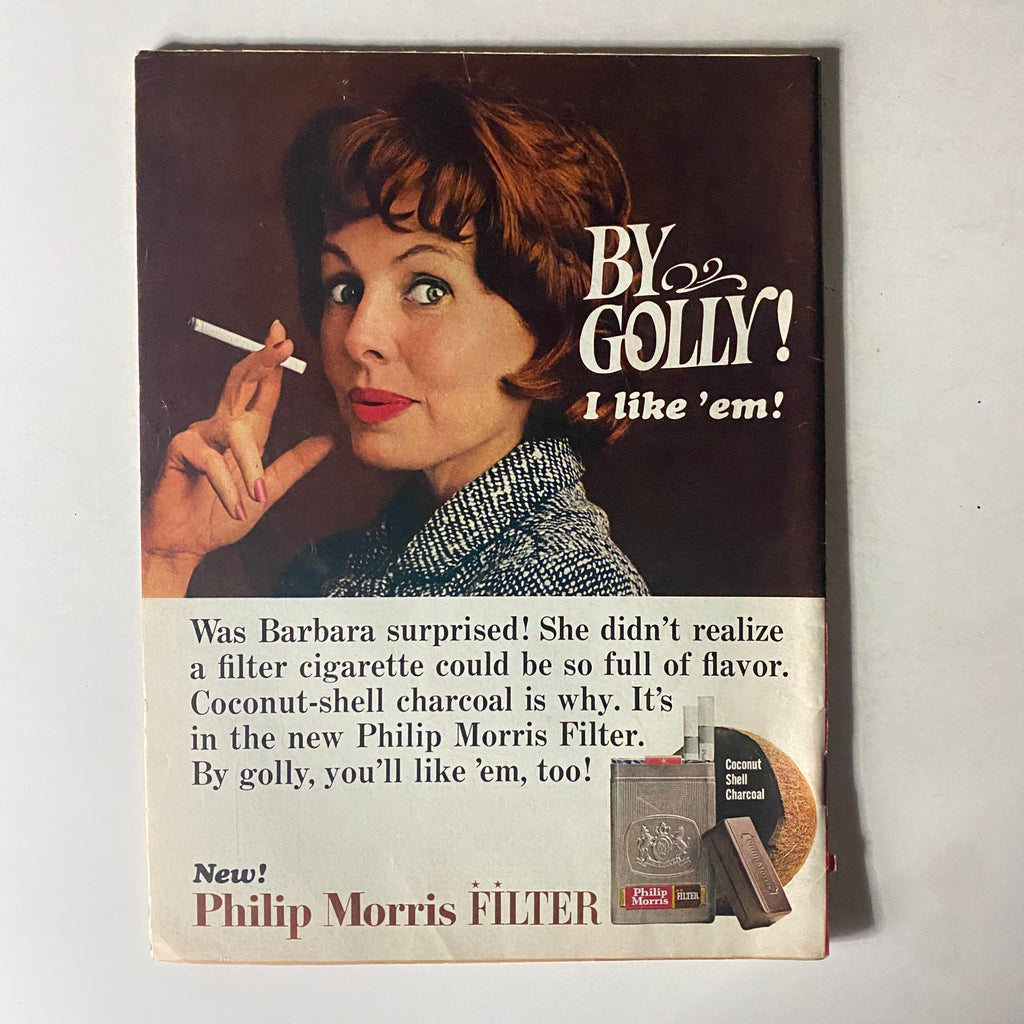 BY
GOLLY!
I like 'em!
Was Barbara surprised! She didn't realize
a filter cigarette could be so full of flavor.
Coconut-shell charcoal is why. It's
in the new Philip Morris Filter.
By golly, you'll like 'em, too!
Coconut
Shell
Charcoal
Philip
Morris
FILTER
New!
Philip Morris FILTER